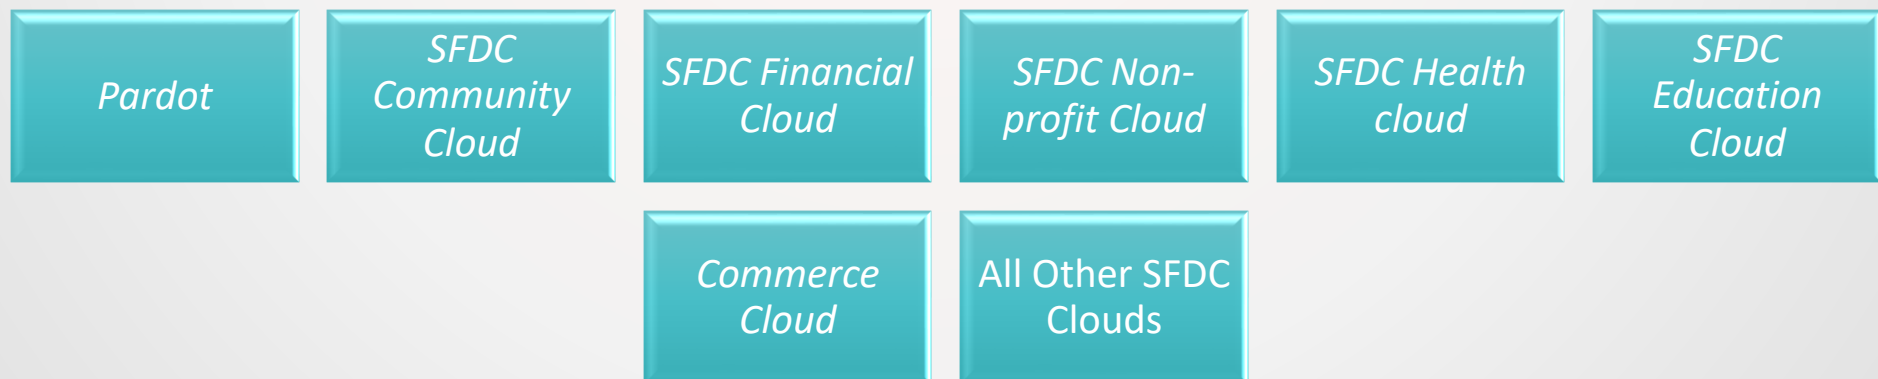 Pardot
SFDC
Community
Cloud
SFDC Financial
Cloud
SFDC Non-
profit Cloud
SFDC Health
cloud
SFDC
Education
Cloud
Commerce
Cloud
All Other SFDC
Clouds